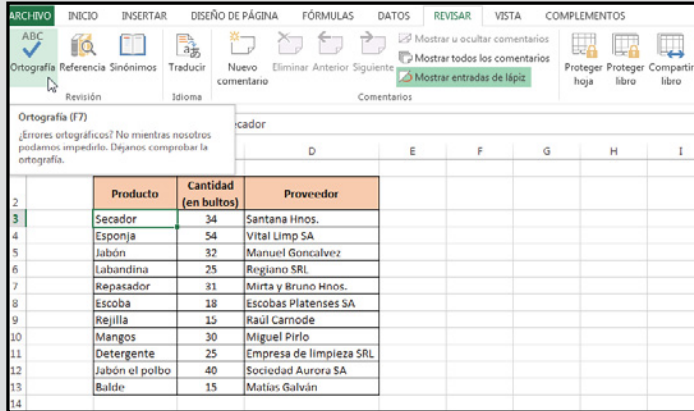 ARCHIVO INICIO INSERTAR DISEÑO DE PÁGINA FÓRMULAS DATOS REVISAR VISTA COMPLEMENTOS
ABC
Ortografía Referencia Sinónimos Traducir Nuevo comentario Eliminar Anterior Siguiente
Mostrar u ocultar comentarios
Mostrar todos los comentarios
Mostrar entradas de lápiz
Proteger hoja Proteger libro Compartir libro
Revisión Idioma Comentarios
Ortografía (F7)
¿Errores ortográficos? No mientras nosotros
podamos impedirlo. Déjanos comprobar la
ortografía.
ecador
D E F G H I
2 Producto Cantidad (en bultos) Proveedor
3 Secador 34 Santana Hnos.
4 Esponja 54 Vital Limp SA
5 Jabón 32 Manuel Goncalvez
6 Labandina 25 Regiano SRL
7 Repasador 31 Mirta y Bruno Hnos.
8 Escoba 18 Escobas Platenses SA
9 Rejilla 15 Raúl Carnode
10 Mangos 30 Miguel Pirlo
11 Detergente 25 Empresa de limpieza SRL
12 Jabón el polbo 40 Sociedad Aurora SA
13 Balde 15 Matías Galván
14